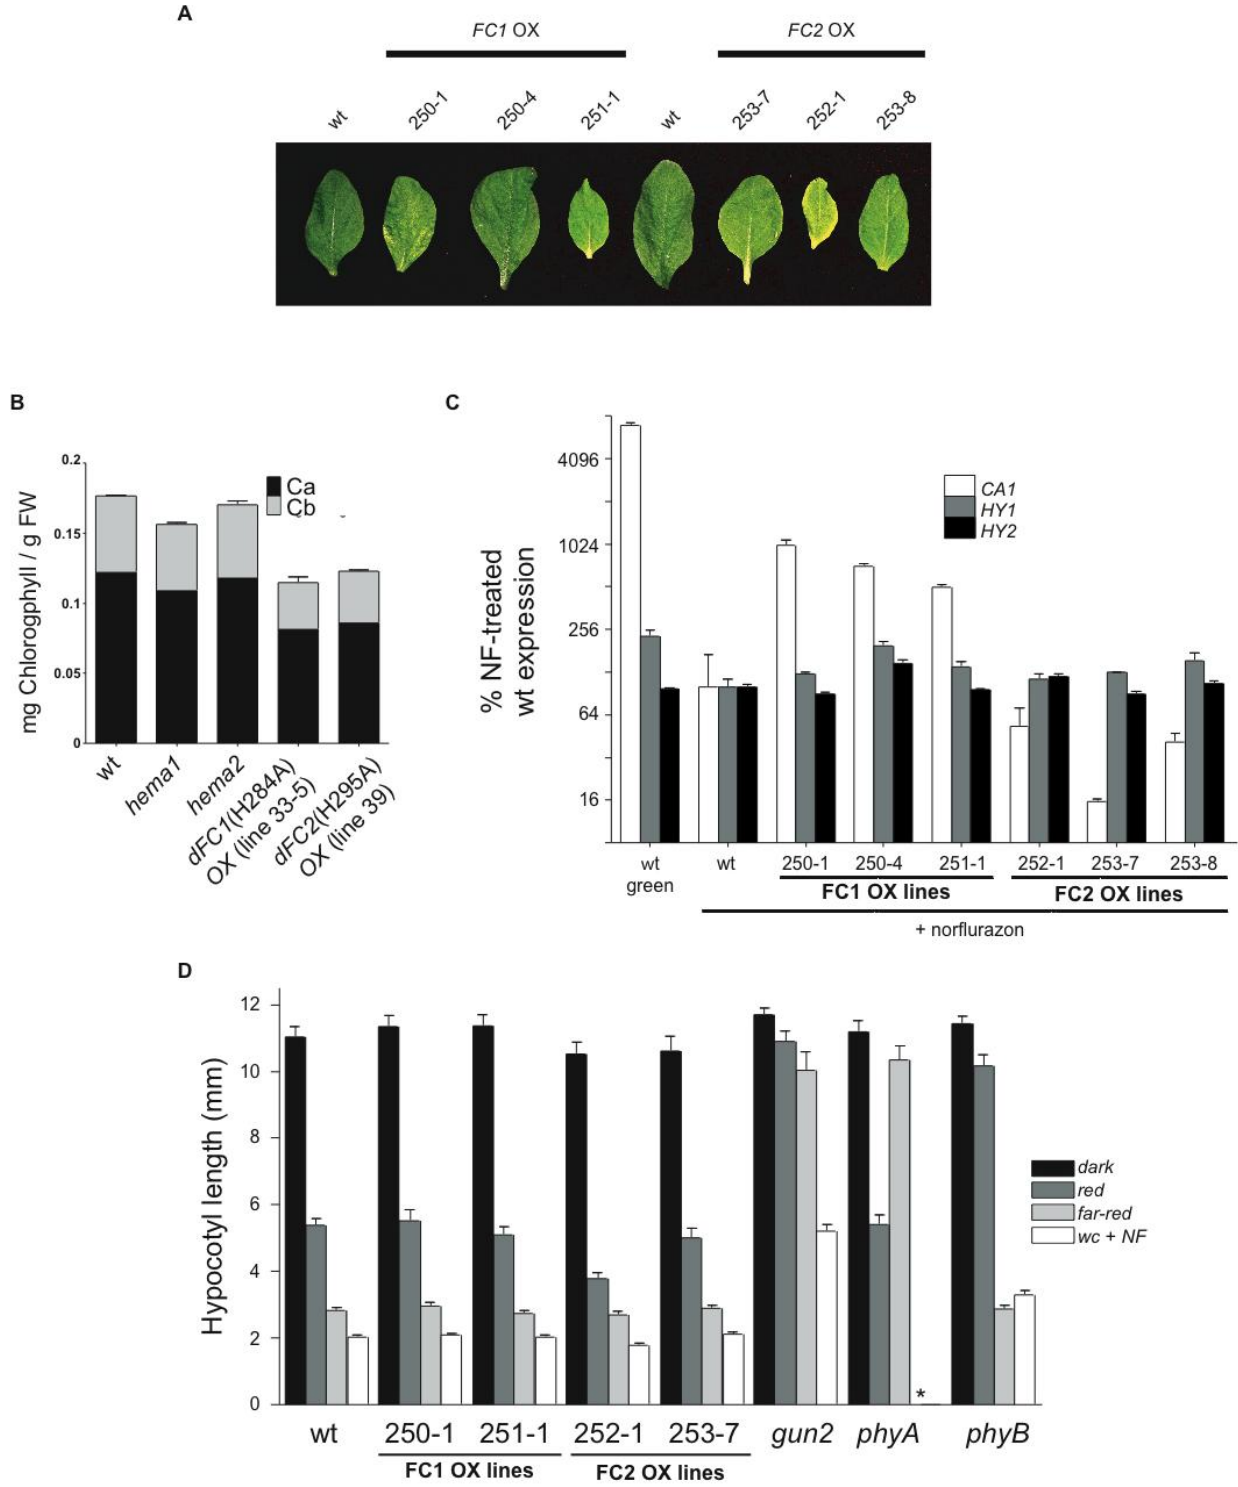 A
FC1 OX
FC2 OX
wt
250-1
250-4
251-1
wt
253-7
252-1
253-8
B
mg Chlorogphyll / g FW
0.2
0.15
0.1
0.05
0
Ca
Cb
wt
hema1
hema2
dFC1(H284A)
OX (line 33-5)
dFC2(H295A)
OX (line 39)
C
% NF-treated
wt expression
4096
1024
256
64
16
CA1
HY1
HY2
wt
green
wt
250-1
250-4
251-1
252-1
253-7
253-8
FC1 OX lines
FC2 OX lines
+ norflurazon
D
Hypocotyl length (mm)
12
10
8
6
4
2
0
dark
red
far-red
wc + NF
*
wt
250-1
251-1
252-1
253-7
gun2
phyA
phyB
FC1 OX lines
FC2 OX lines